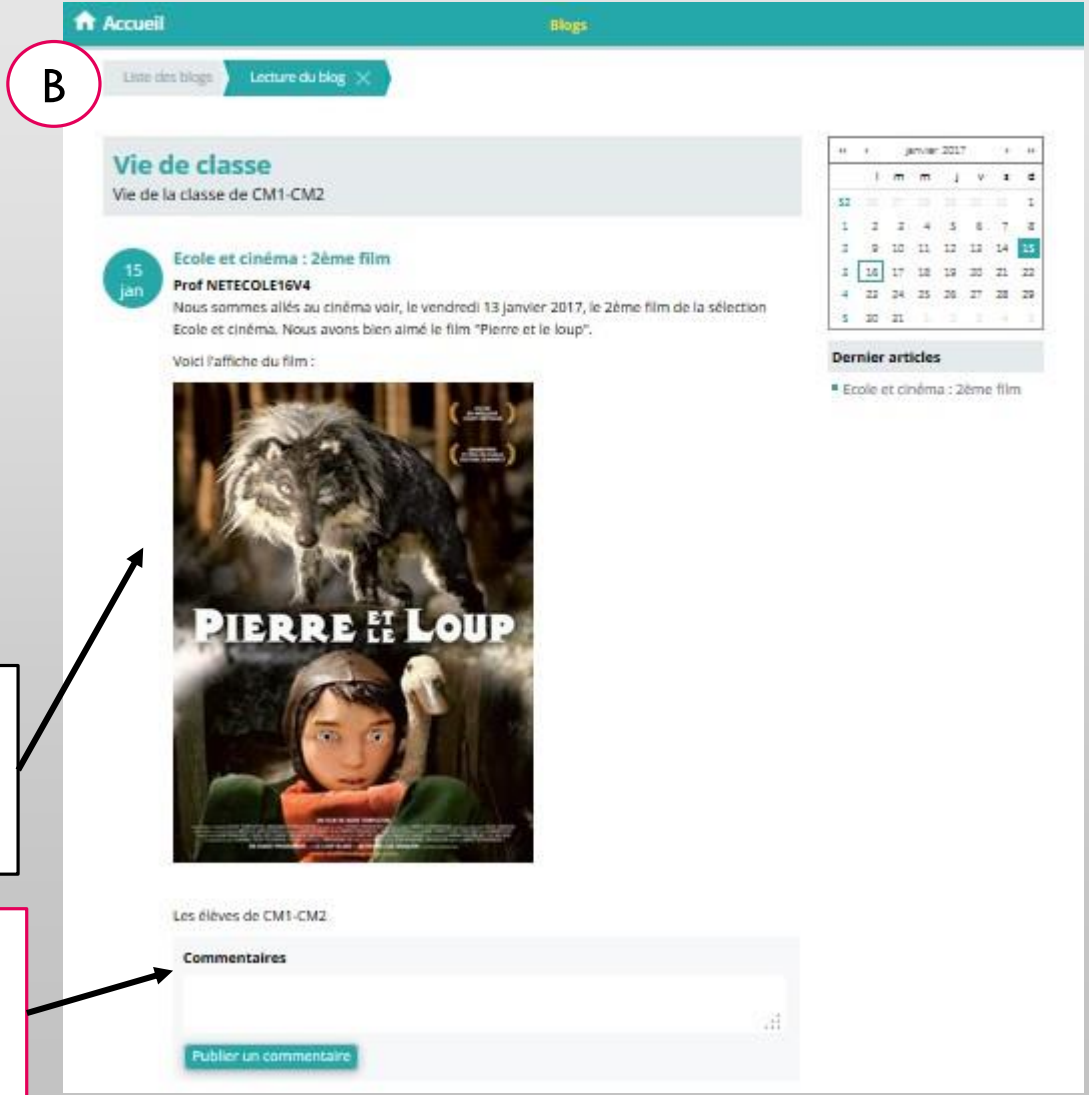 Accueil
Blogs
B
Liste des blogs
Lecture du blog
Vie de classe
Vie de la classe de CM1-CM2
15
jan
Ecole et cinéma : 2ème film
Prof NETECOLE16V4
Nous sommes allés au cinéma voir, le vendredi 13 janvier 2017, le 2ème film de la sélection
Ecole et cinéma. Nous avons bien aimé le film "Pierre et le loup".
Voici l'affiche du film :
PIERRE ET LE LOUP
Les élèves de CM1-CM2
Commentaires
Publier un commentaire
janvier 2017
l m m j v s d
52 1
1 2 3 4 5 6 7 8
2 9 10 11 12 13 14 15
3 16 17 18 19 20 21 22
4 23 24 25 26 27 28 29
5 30 31
Dernier articles
Ecole et cinéma : 2ème film